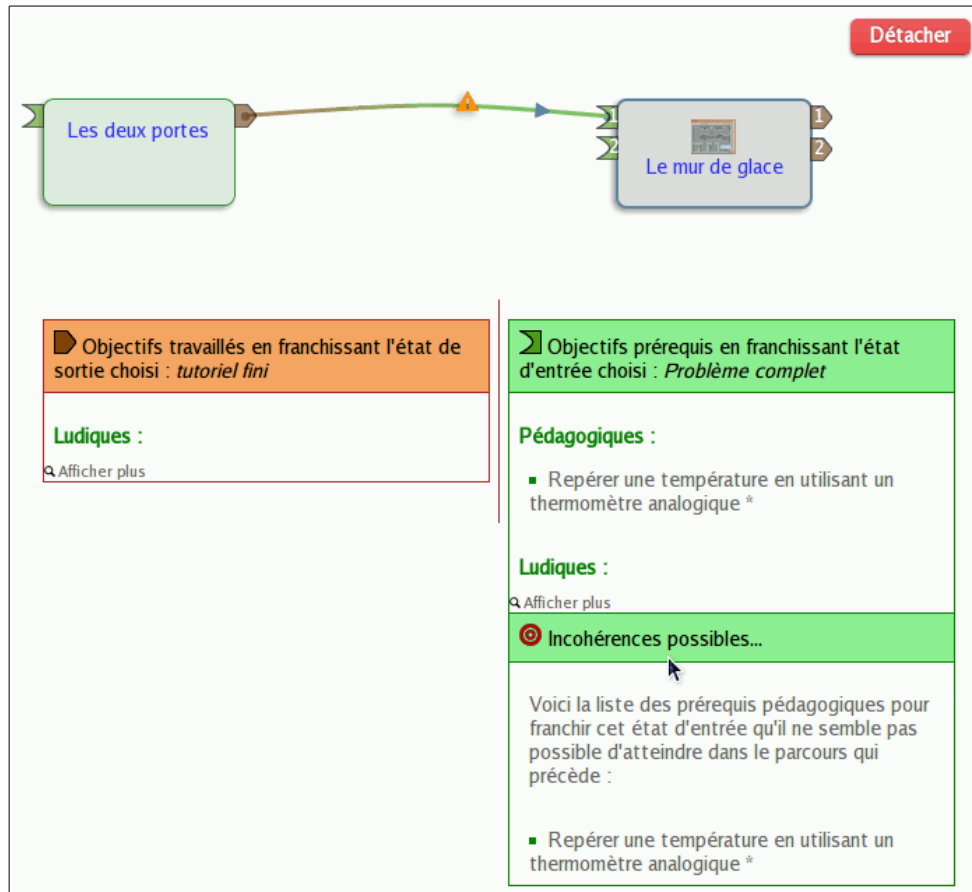 Détacher
Les deux portes
1
2
Le mur de glace
1
2
Objectifs travaillés en franchissant l'état de
sortie choisi : tutoriel fini
Ludiques :
Afficher plus
Objectifs prérequis en franchissant l'état
d'entrée choisi : Problème complet
Pédagogiques :
Repérer une température en utilisant un
thermomètre analogique *
Ludiques :
Afficher plus
Incohérences possibles...
Voici la liste des prérequis pédagogiques pour
franchir cet état d'entrée qu'il ne semble pas
possible d'atteindre dans le parcours qui
précède :
Repérer une température en utilisant un
thermomètre analogique *